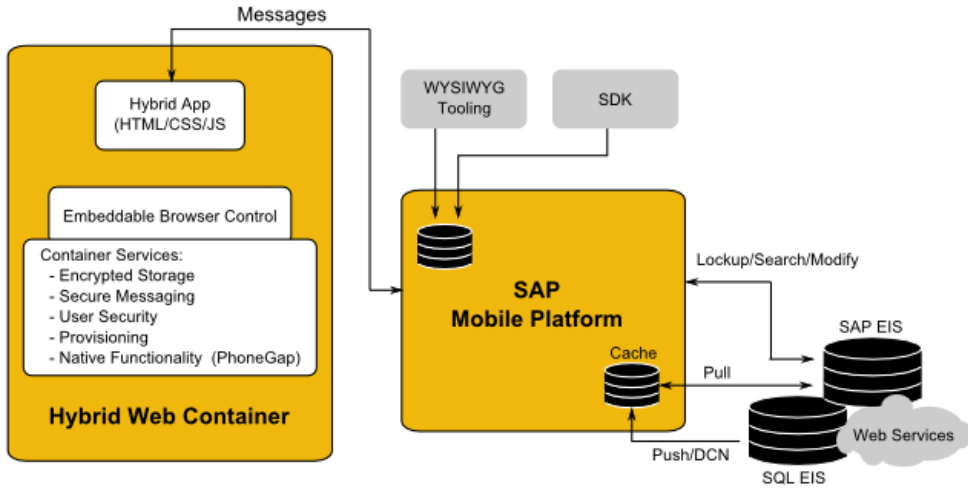 Messages
Hybrid App
(HTML/CSS/JS
Embeddable Browser Control
Container Services:
- Encrypted Storage
- Secure Messaging
- User Security
- Provisioning
- Native Functionality (PhoneGap)
Hybrid Web Container
WYSIWYG
Tooling
SDK
SAP
Mobile Platform
Cache
Lockup/Search/Modify
SAP EIS
Pull
Web Services
Push/DCN
SQL EIS